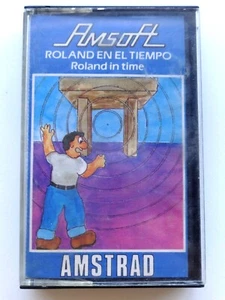 Amsoft
ROLAND EN EL TIEMPO
Roland in time
AMSTRAD